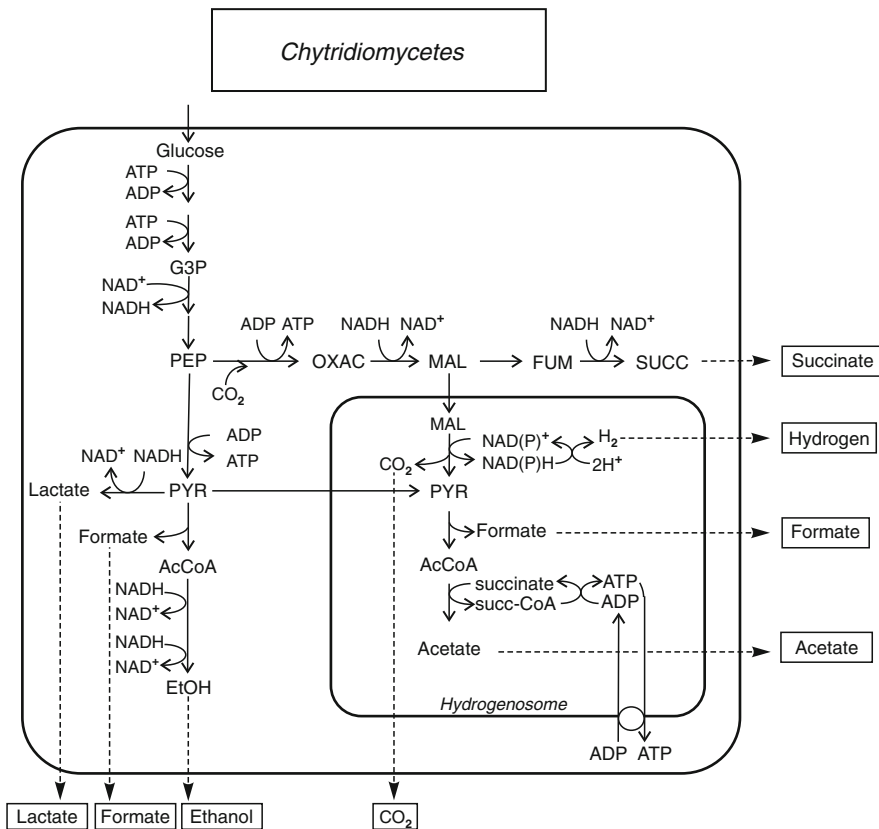 Chytridiomycetes
Glucose
ATP
ADP
ATP
ADP
G3P
NAD⁺
NADH
ADP ATP NADH NAD⁺ NADH NAD⁺
PEP OXAC MAL FUM SUCC Succinate
CO₂
MAL
NAD(P)⁺ H₂ Hydrogen
ADP
NAD⁺ NADH ATP CO₂ NAD(P)H 2H⁺
Lactate PYR PYR
Formate Formate Formate
AcCoA AcCoA
NADH succinate ATP
NAD⁺ succ-CoA ADP
NADH Acetate Acetate
NAD⁺
EtOH
Hydrogenosome
ADP ATP
Lactate Formate Ethanol CO₂